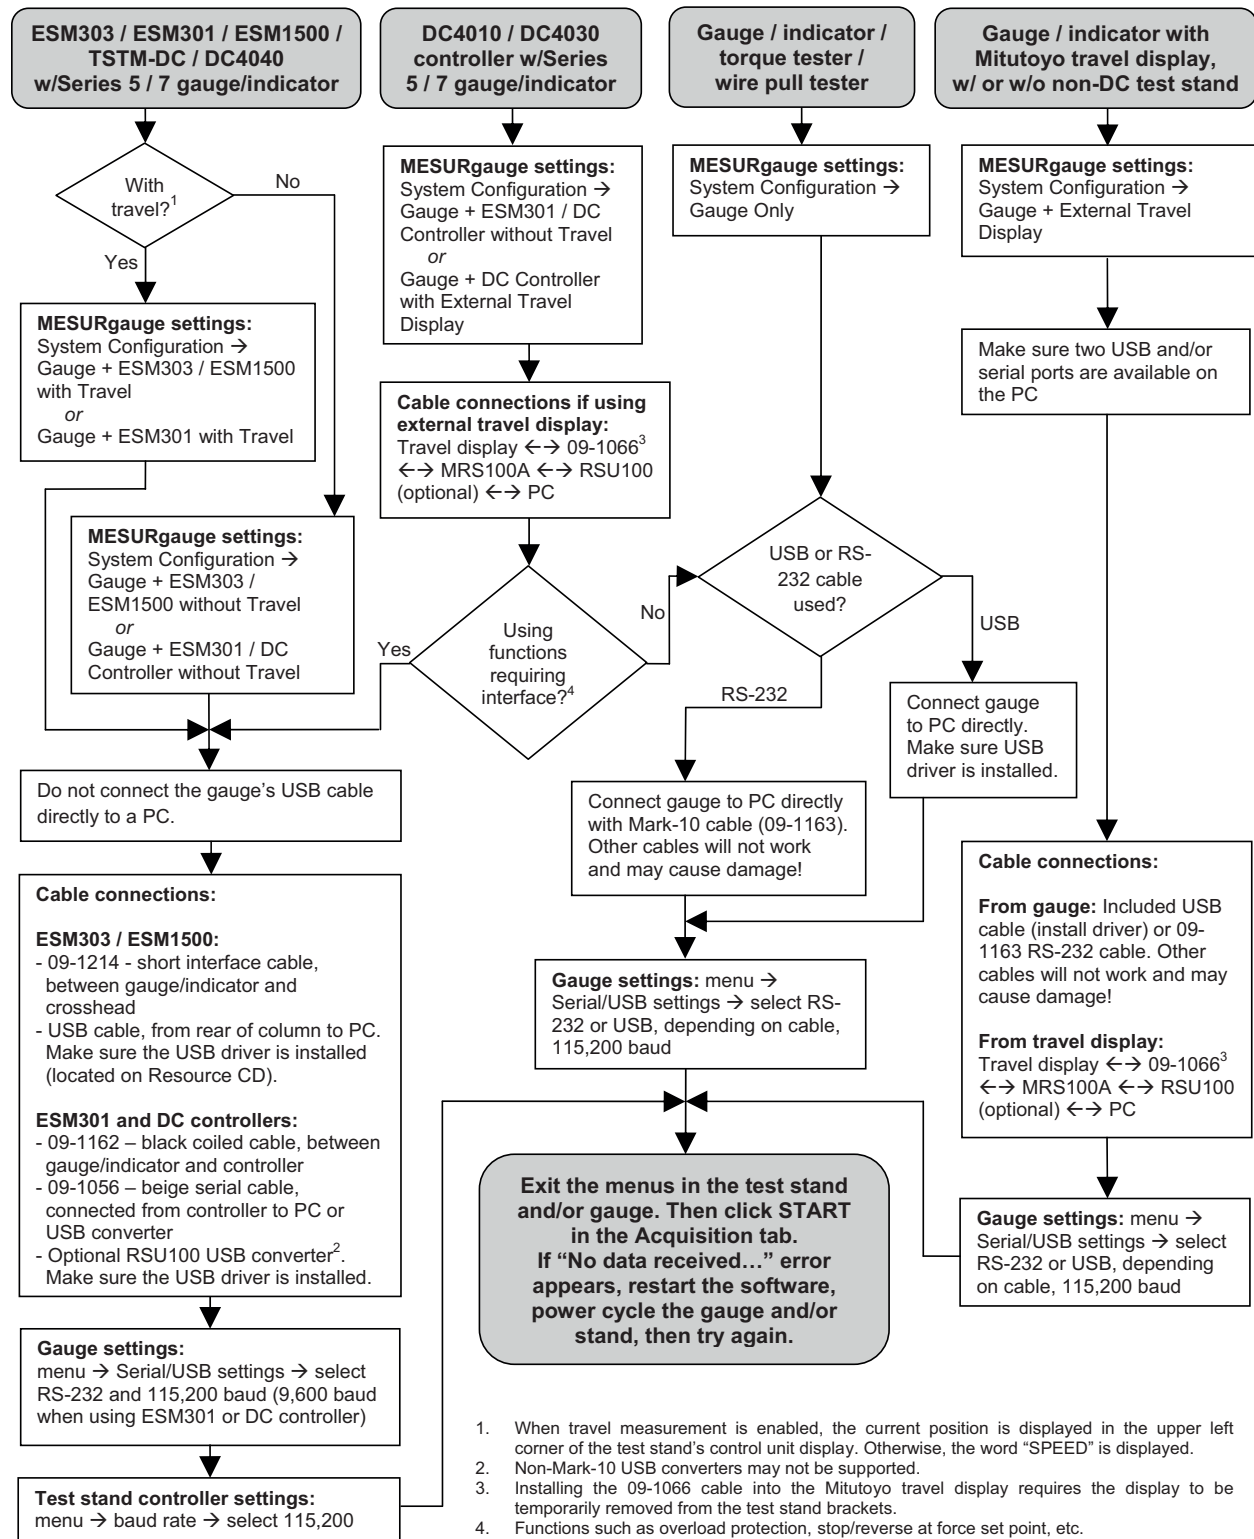 ESM303 / ESM301 / ESM1500 /
TSTM-DC / DC4040
w/Series 5 / 7 gauge/indicator
With
travel?1
No
Yes
MESURgauge settings:
System Configuration →
Gauge + ESM303 / ESM1500
with Travel
or
Gauge + ESM301 with Travel
MESURgauge settings:
System Configuration →
Gauge + ESM303 /
ESM1500 without Travel
or
Gauge + ESM301 / DC
Controller without Travel
Do not connect the gauge's USB cable
directly to a PC.
Cable connections:
ESM303 / ESM1500:
- 09-1214 - short interface cable,
between gauge/indicator and
crosshead
- USB cable, from rear of column to PC.
Make sure the USB driver is installed
(located on Resource CD).
ESM301 and DC controllers:
- 09-1162 – black coiled cable, between
gauge/indicator and controller
- 09-1056 – beige serial cable,
connected from controller to PC or
USB converter
- Optional RSU100 USB converter2.
Make sure the USB driver is installed.
Gauge settings:
menu → Serial/USB settings → select
RS-232 and 115,200 baud (9,600 baud
when using ESM301 or DC controller)
Test stand controller settings:
menu → baud rate → select 115,200
DC4010 / DC4030
controller w/Series
5 / 7 gauge/indicator
MESURgauge settings:
System Configuration →
Gauge + ESM301 / DC
Controller without Travel
or
Gauge + DC Controller
with External Travel
Display
Cable connections if using
external travel display:
Travel display ←→ 09-10663
←→ MRS100A ←→ RSU100
(optional) ←→ PC
Using
functions
requiring
interface?4
Yes
No
Gauge / indicator /
torque tester /
wire pull tester
MESURgauge settings:
System Configuration →
Gauge Only
USB or RS-
232 cable
used?
USB
RS-232
Connect gauge
to PC directly.
Make sure USB
driver is installed.
Connect gauge to PC directly
with Mark-10 cable (09-1163).
Other cables will not work
and may cause damage!
Gauge settings: menu →
Serial/USB settings → select RS-
232 or USB, depending on cable,
115,200 baud
Exit the menus in the test stand
and/or gauge. Then click START
in the Acquisition tab.
If “No data received…” error
appears, restart the software,
power cycle the gauge and/or
stand, then try again.
Gauge / indicator with
Mitutoyo travel display,
w/ or w/o non-DC test stand
MESURgauge settings:
System Configuration →
Gauge + External Travel
Display
Make sure two USB and/or
serial ports are available on
the PC
Cable connections:
From gauge: Included USB
cable (install driver) or 09-
1163 RS-232 cable. Other
cables will not work and may
cause damage!
From travel display:
Travel display ←→ 09-10663
←→ MRS100A ←→ RSU100
(optional) ←→ PC
Gauge settings: menu →
Serial/USB settings → select
RS-232 or USB, depending
on cable, 115,200 baud
1. When travel measurement is enabled, the current position is displayed in the upper left
corner of the test stand's control unit display. Otherwise, the word “SPEED” is displayed.
2. Non-Mark-10 USB converters may not be supported.
3. Installing the 09-1066 cable into the Mitutoyo travel display requires the display to be
temporarily removed from the test stand brackets.
4. Functions such as overload protection, stop/reverse at force set point, etc.